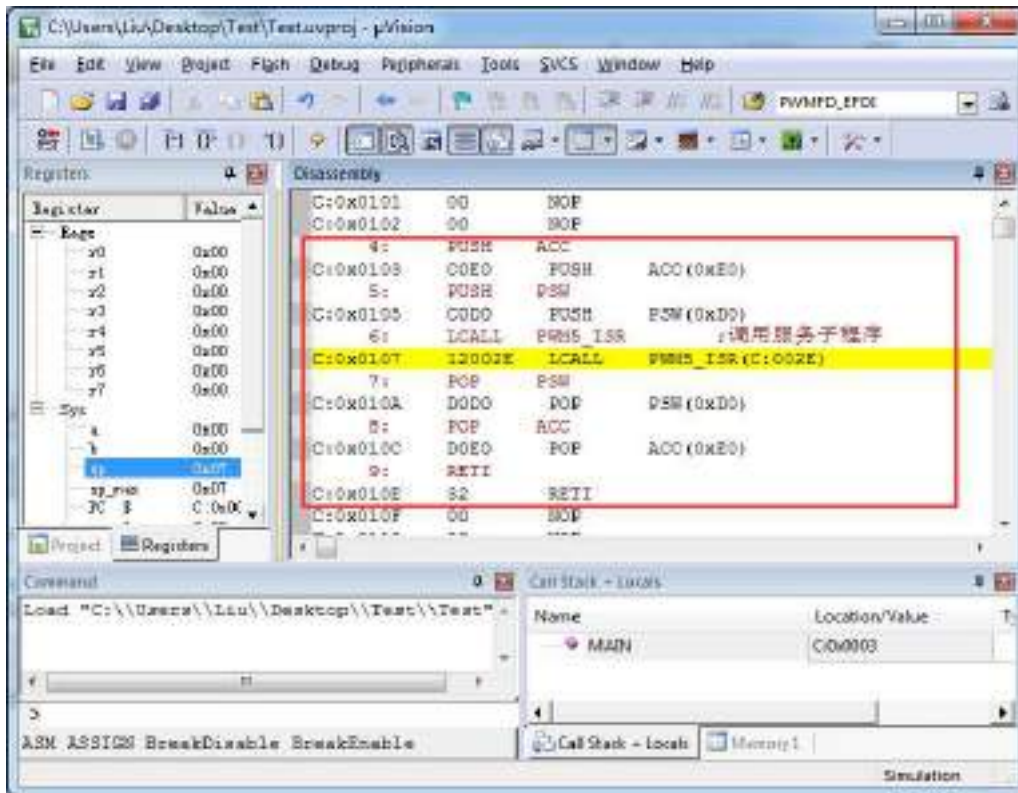 C:\Users\Liu\Desktop\Test\Test.uvproj - µVision
File Edit View Project Flash Debug Peripherals Tools SVCS Window Help
PWMFD_EFDI
Registers
Disassembly
Register Value
Regs
r0 0x00
r1 0x00
r2 0x00
r3 0x00
r4 0x00
r5 0x00
r6 0x00
r7 0x00
Sys
a 0x00
b 0x00
sp 0x07
sp_max 0x07
PC $
C:0x0101 00 NOP
C:0x0102 00 NOP
4: PUSH ACC
C:0x0103 C0E0 PUSH ACC(0xE0)
5: PUSH PSW
C:0x0105 C0D0 PUSH PSW(0xD0)
6: LCALL PWM5_ISR ;调用服务子程序
C:0x0107 12002E LCALL PWM5_ISR(C:002E)
7: POP PSW
C:0x010A D0D0 POP PSW(0xD0)
8: POP ACC
C:0x010C D0E0 POP ACC(0xE0)
9: RETI
C:0x010E 32 RETI
C:0x010F 00 NOP
Project Registers
Command
Load "C:\\Users\\Liu\\Desktop\\Test\\Test"
>
ASM ASSIGN BreakDisable BreakEnable
Call Stack + Locals
Name Location/Value
MAIN C:0x0003
Call Stack + Locals Memory 1
Simulation